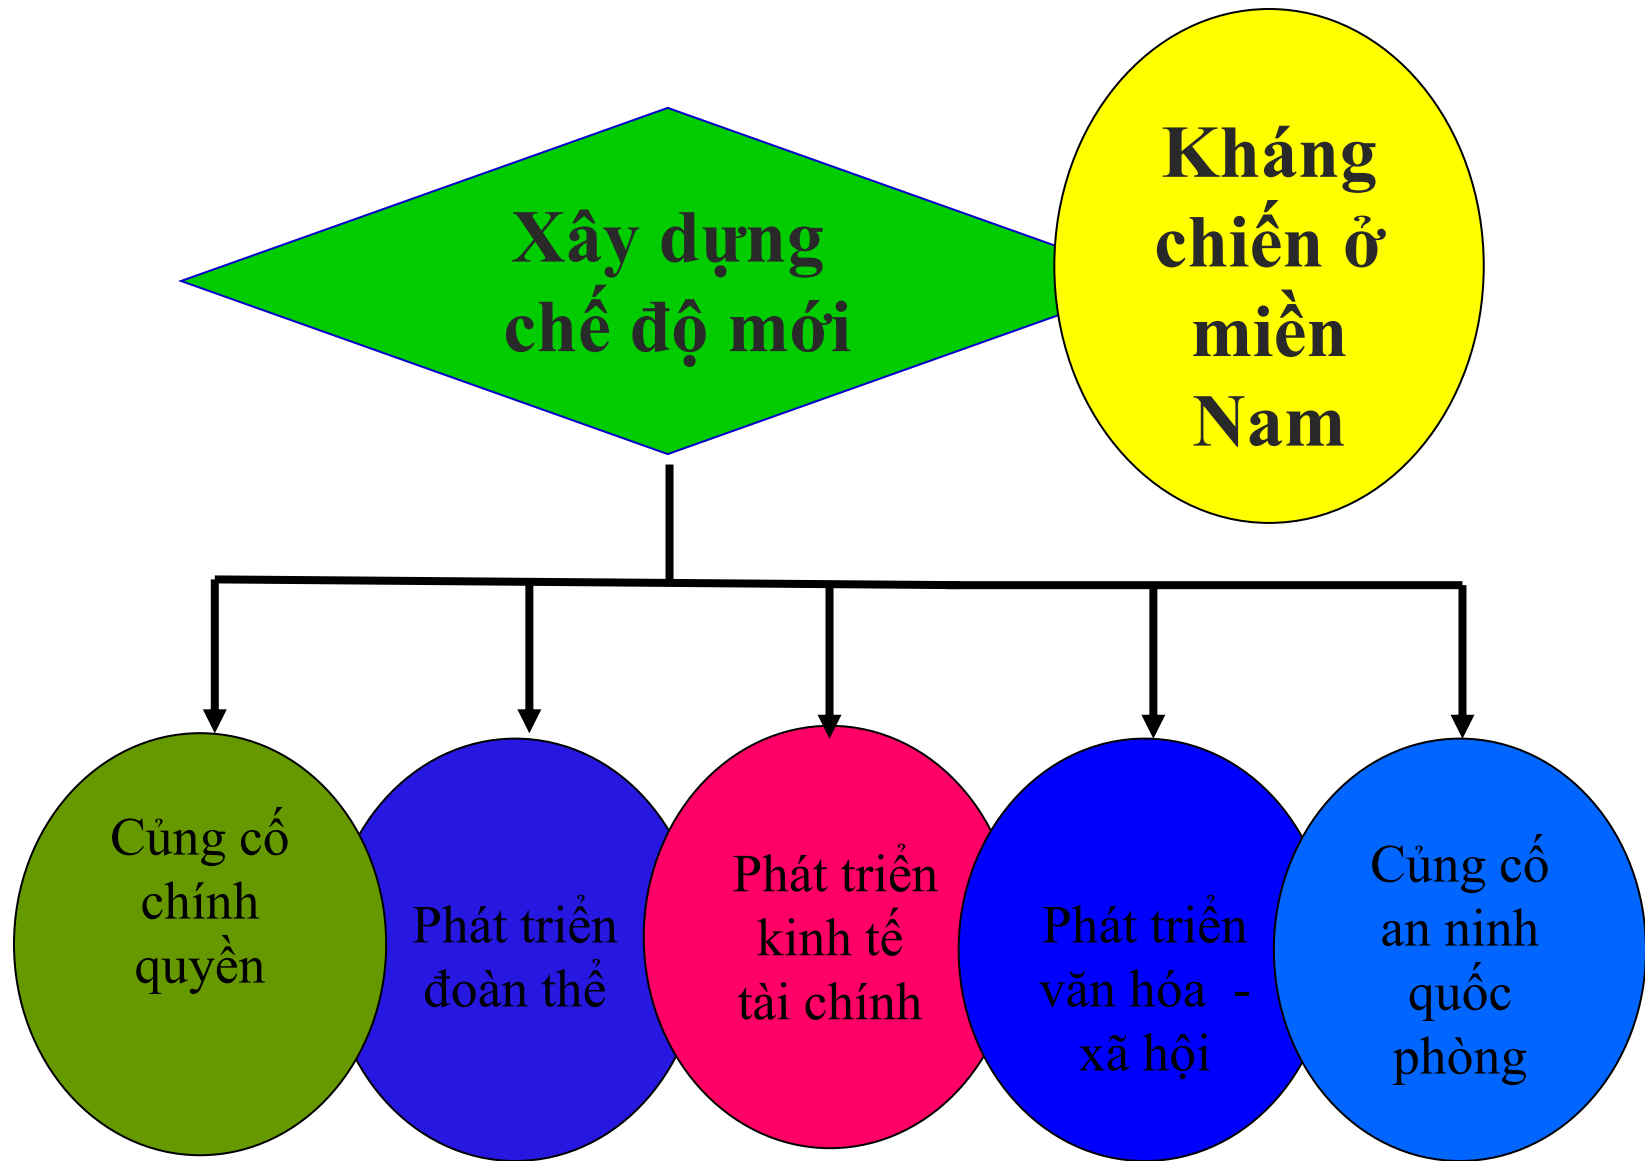 Xây dựng
chế độ mới
Kháng
chiến ở
miền
Nam
Củng cố
chính
quyền
Phát triển
đoàn thể
Phát triển
kinh tế
tài chính
Phát triển
văn hóa -
xã hội
Củng cố
an ninh
quốc
phòng